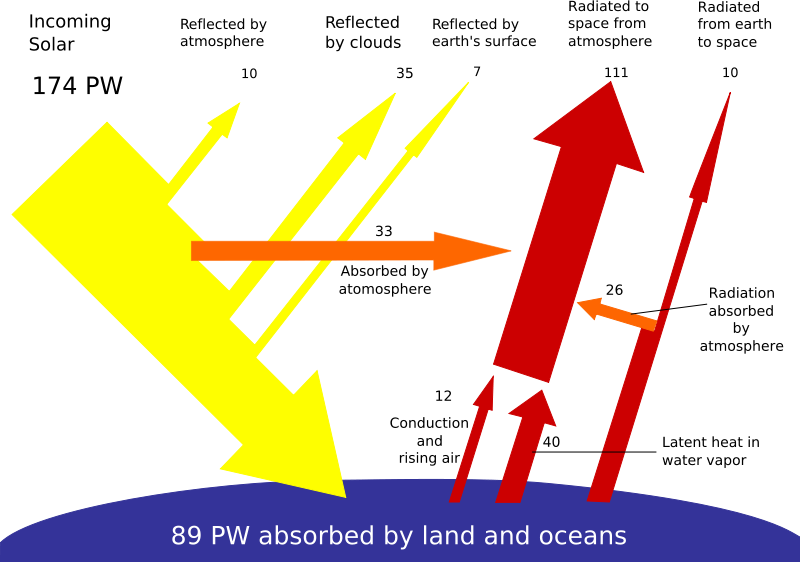 Incoming
Solar
174 PW
Reflected by
atmosphere
10
Reflected
by clouds
35
Reflected by
earth's surface
7
Radiated to
space from
atmosphere
111
Radiated
from earth
to space
10
33
Absorbed by
atomosphere
26
Radiation
absorbed
by
atmosphere
12
Conduction
and
rising air
40
Latent heat in
water vapor
89 PW absorbed by land and oceans